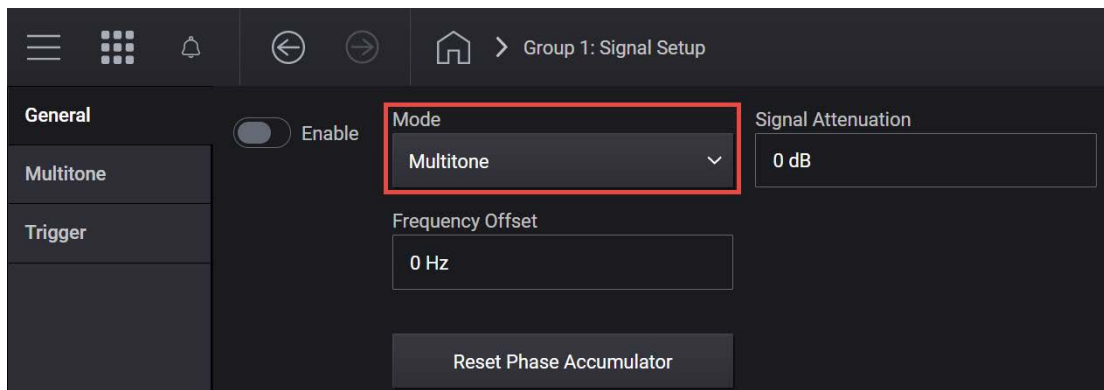 Group 1: Signal Setup
General
Multitone
Trigger
Enable
Mode
Multitone
Signal Attenuation
0 dB
Frequency Offset
0 Hz
Reset Phase Accumulator